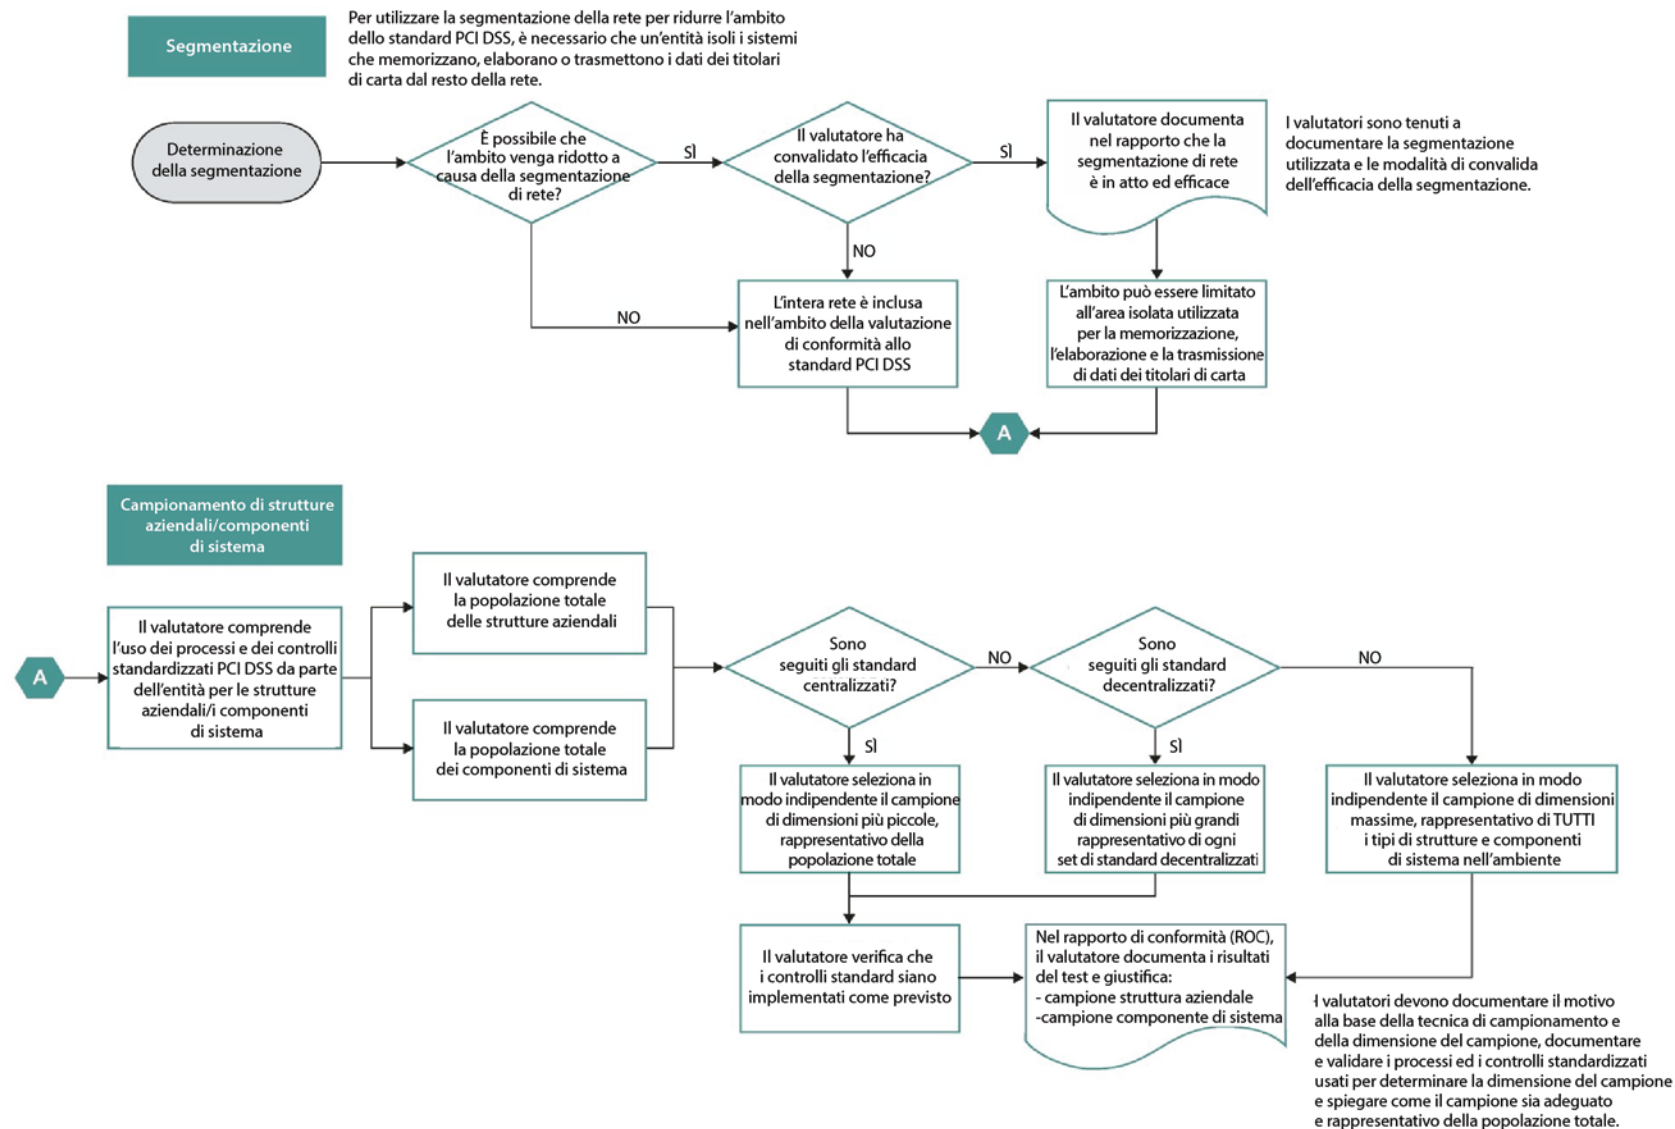 Segmentazione
Per utilizzare la segmentazione della rete per ridurre l'ambito
dello standard PCI DSS, è necessario che un'entità isoli i sistemi
che memorizzano, elaborano o trasmettono i dati dei titolari
di carta dal resto della rete.
Determinazione
della segmentazione
È possibile che
l'ambito venga ridotto a
causa della segmentazione
di rete?
SÌ
Il valutatore ha
convalidato l'efficacia
della segmentazione?
SÌ
Il valutatore documenta
nel rapporto che la
segmentazione di rete
è in atto ed efficace
I valutatori sono tenuti a
documentare la segmentazione
utilizzata e le modalità di convalida
dell'efficacia della segmentazione.
NO
NO
L'intera rete è inclusa
nell'ambito della valutazione
di conformità allo
standard PCI DSS
L'ambito può essere limitato
all'area isolata utilizzata
per la memorizzazione,
l'elaborazione e la trasmissione
di dati dei titolari di carta
A
Campionamento di strutture
aziendali/componenti
di sistema
A
Il valutatore comprende
l'uso dei processi e dei controlli
standardizzati PCI DSS da parte
dell'entità per le strutture
aziendali/i componenti
di sistema
Il valutatore comprende
la popolazione totale
delle strutture aziendali
Il valutatore comprende
la popolazione totale
dei componenti di sistema
Sono
seguiti gli standard
centralizzati?
NO
Sono
seguiti gli standard
decentralizzati?
NO
SÌ
SÌ
Il valutatore seleziona in
modo indipendente il campione
di dimensioni più piccole,
rappresentativo della
popolazione totale
Il valutatore seleziona in modo
indipendente il campione
di dimensioni più grandi
rappresentativo di ogni
set di standard decentralizzati
Il valutatore seleziona in modo
indipendente il campione di dimensioni
massime, rappresentativo di TUTTI
i tipi di strutture e componenti
di sistema nell'ambiente
Il valutatore verifica che
i controlli standard siano
implementati come previsto
Nel rapporto di conformità (ROC),
il valutatore documenta i risultati
del test e giustifica:
- campione struttura aziendale
-campione componente di sistema
I valutatori devono documentare il motivo
alla base della tecnica di campionamento e
della dimensione del campione, documentare
e validare i processi ed i controlli standardizzati
usati per determinare la dimensione del campione
e spiegare come il campione sia adeguato
e rappresentativo della popolazione totale.